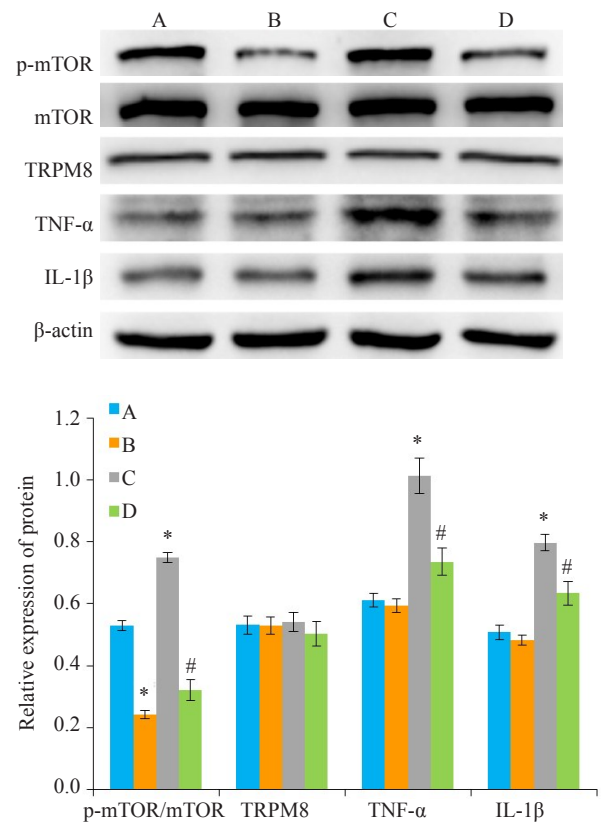 A B C D
p-mTOR
mTOR
TRPM8
TNF-α
IL-1β
β-actin
Relative expression of protein
1.2
1.0
0.8
0.6
0.4
0.2
0.0
A
B
C
D
* * #
* #
* #
p-mTOR/mTOR TRPM8 TNF-α IL-1β